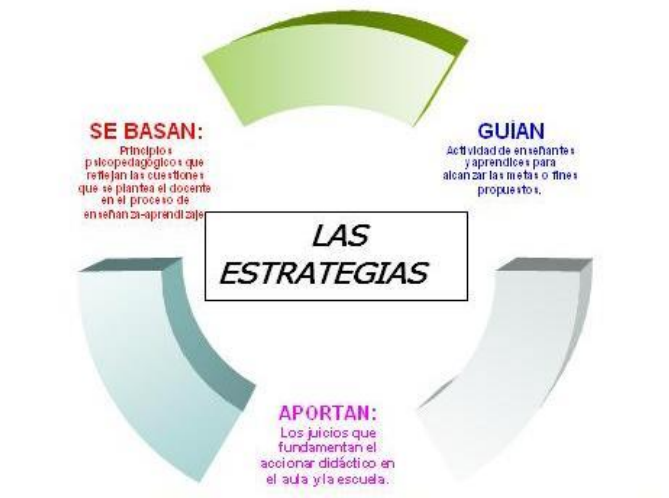 SE BASAN:
Principios
psicopedagógicos que
reflejan las cuestiones
que se plantea el docente
en el proceso de
enseñanza-aprendizaje
GUÍAN
Actividad de enseñantes
y aprendices para
alcanzar las metas o fines
propuestos.
LAS
ESTRATEGIAS
APORTAN:
Los juicios que
fundamentan el
accionar didáctico en
el aula y la escuela.